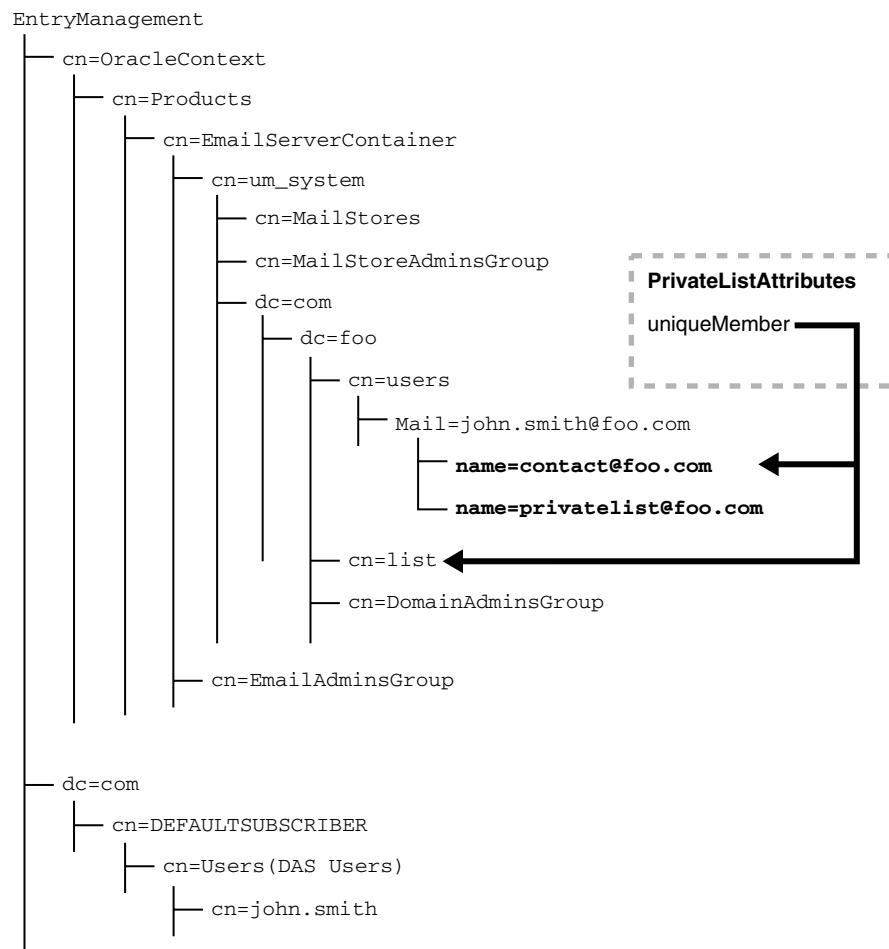 EntryManagement
cn=OracleContext
cn=Products
cn=EmailServerContainer
cn=um_system
cn=MailStores
cn=MailStoreAdminsGroup
dc=com
dc=foo
cn=users
Mail=john.smith@foo.com
name=contact@foo.com
name=privatelist@foo.com
cn=list
cn=DomainAdminsGroup
cn=EmailAdminsGroup
dc=com
cn=DEFAULTSUBSCRIBER
cn=Users(DAS Users)
cn=john.smith
PrivateListAttributes
uniqueMember